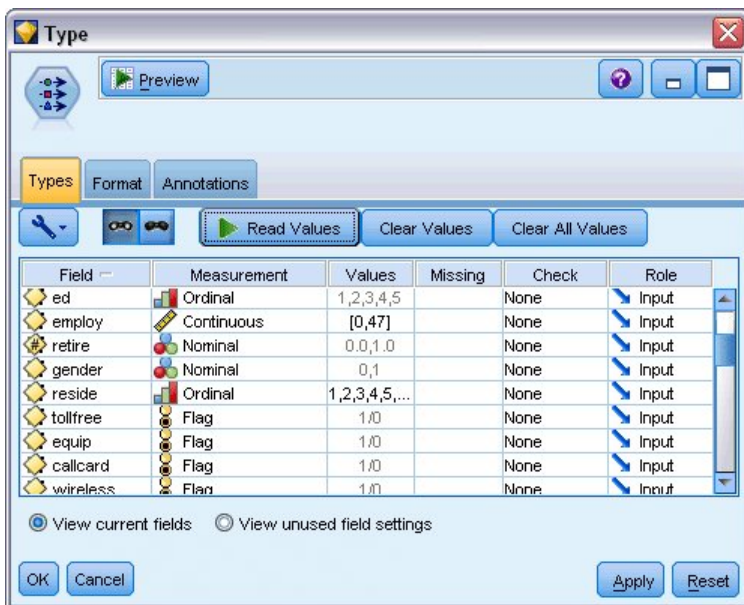 Type
Preview
Types Format Annotations
Read Values Clear Values Clear All Values
Field Measurement Values Missing Check Role
ed Ordinal 1,2,3,4,5 None Input
employ Continuous [0,47] None Input
retire Nominal 0.0,1.0 None Input
gender Nominal 0,1 None Input
reside Ordinal 1,2,3,4,5,... None Input
tollfree Flag 1/0 None Input
equip Flag 1/0 None Input
callcard Flag 1/0 None Input
wireless Flag 1/0 None Input
View current fields View unused field settings
OK Cancel Apply Reset